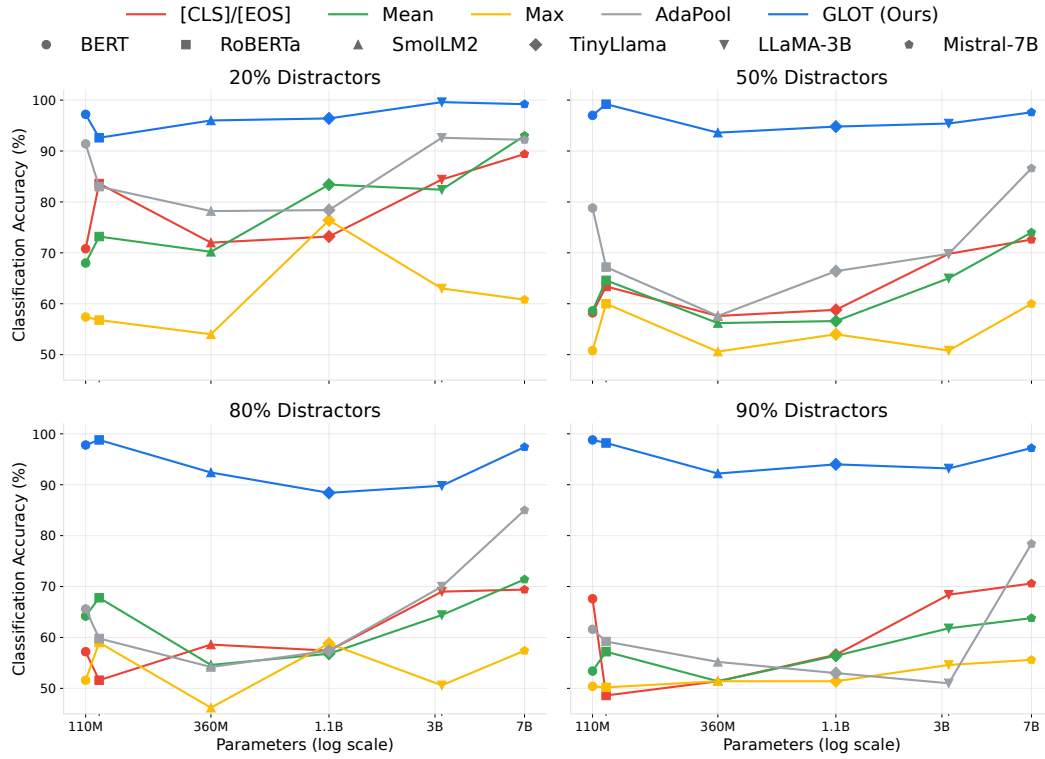 [CLS]/[EOS] Mean Max AdaPool GLOT (Ours)
BERT RoBERTa SmolLM2 TinyLlama LLaMA-3B Mistral-7B
20% Distractors
50% Distractors
Classification Accuracy (%)
100
90
80
70
60
50
80% Distractors
90% Distractors
Classification Accuracy (%)
100
90
80
70
60
50
110M 360M 1.1B 3B 7B
110M 360M 1.1B 3B 7B
Parameters (log scale)
Parameters (log scale)